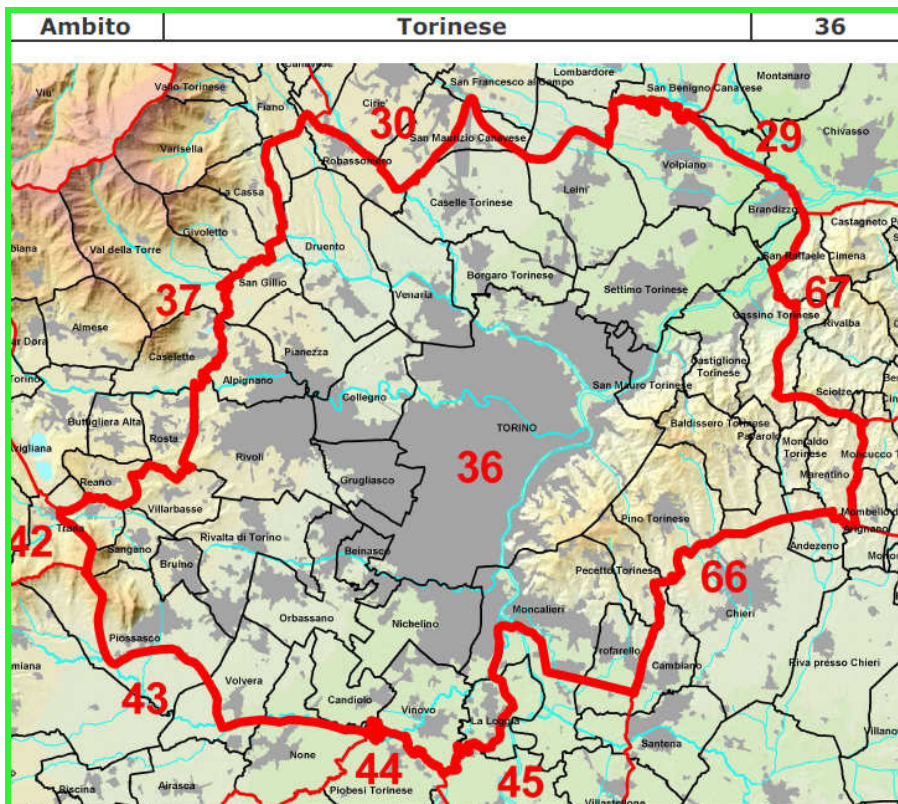 Ambito Torinese 36
Canavese
Lombardore
Montanaro
Viu'
Vallo Torinese
Fiano
Cirie'
San Francesco al Campo
San Benigno Canavese
30
29
Chivasso
Varisella
Robassomero
San Maurizio Canavese
Volpiano
La Cassa
Caselle Torinese
Leini
Brandizzo
Castagneto
Givoletto
Val della Torre
Druento
San Raffaele Cimena
Borgaro Torinese
San Gillio
Venaria
Settimo Torinese
37
67
Gassino Torinese
Rivalba
Almese
Caselette
Pianezza
Castiglione
Torinese
Alpignano
San Mauro Torinese
Sciolze
Collegno
Buttigliera Alta
Baldissero Torinese
TORINO
Rosta
Pavarolo
Montaldo
Torinese
Moncucco
Rivoli
36
Marentino
Grugliasco
Reano
Villarbasse
Mombello
Pino Torinese
Trana
Arignano
42
Rivalta di Torino
Andezeno
Sangano
Beinasco
Bruino
Pecetto Torinese
66
Moncalieri
Chieri
Orbassano
Nichelino
Piossasco
Trofarello
Cambiano
Riva presso Chieri
Volvera
43
Candiolo
Vinovo
La Loggia
None
Santena
44
45
Airasca
Piobesi Torinese
Villastellone